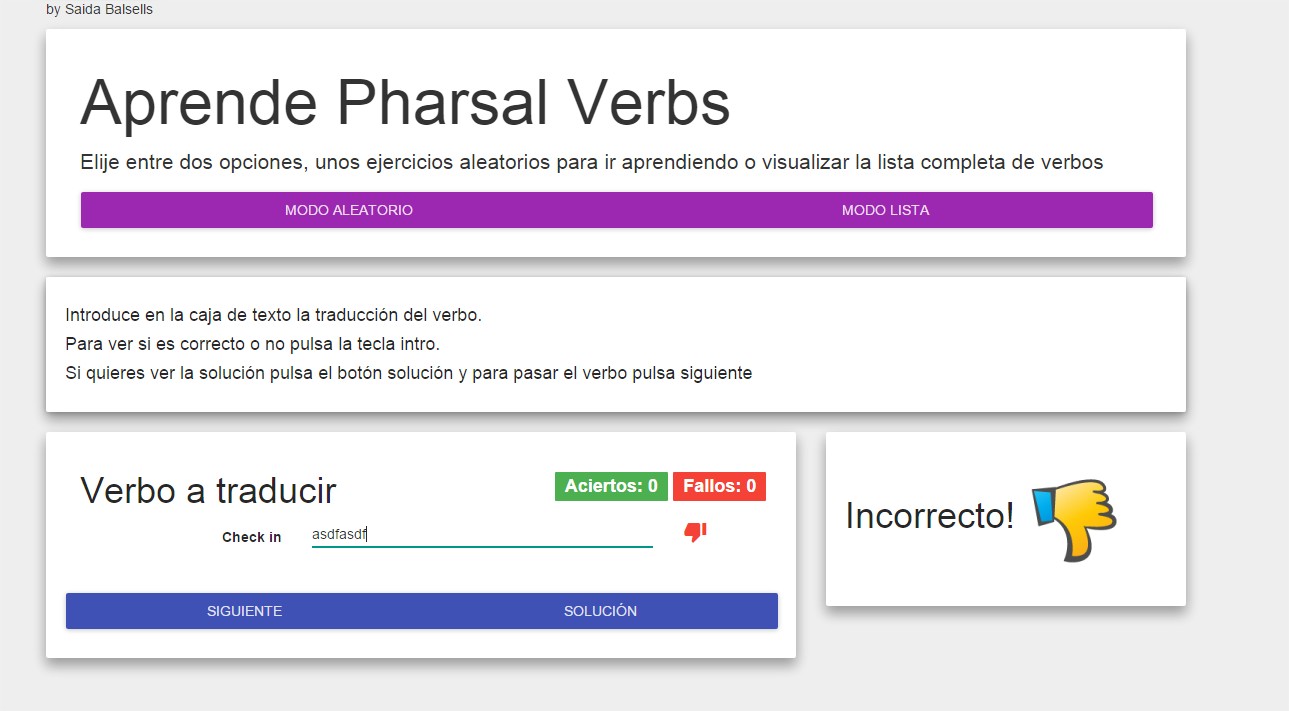 by Saida Balsells
Aprende Pharsal Verbs
Elije entre dos opciones, unos ejercicios aleatorios para ir aprendiendo o visualizar la lista completa de verbos
MODO ALEATORIO
MODO LISTA
Introduce en la caja de texto la traducción del verbo.
Para ver si es correcto o no pulsa la tecla intro.
Si quieres ver la solución pulsa el botón solución y para pasar el verbo pulsa siguiente
Verbo a traducir
Aciertos: 0
Fallos: 0
Check in
asdfasdf
SIGUIENTE
SOLUCIÓN
Incorrecto!